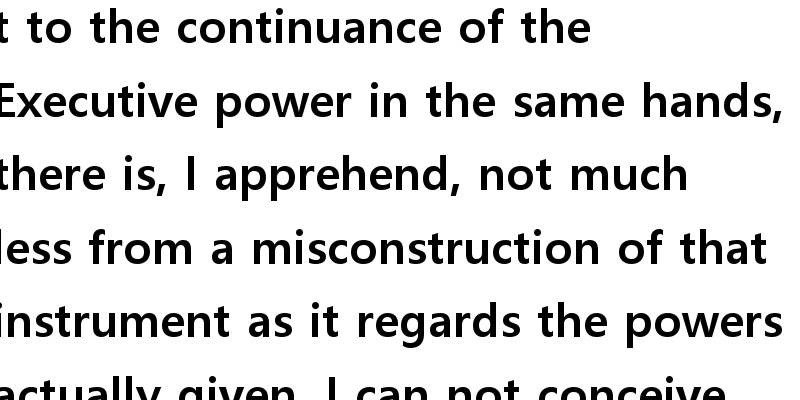 t to the continuance of the
Executive power in the same hands,
there is, I apprehend, not much
less from a misconstruction of that
instrument as it regards the powers
actually given. I can not conceive